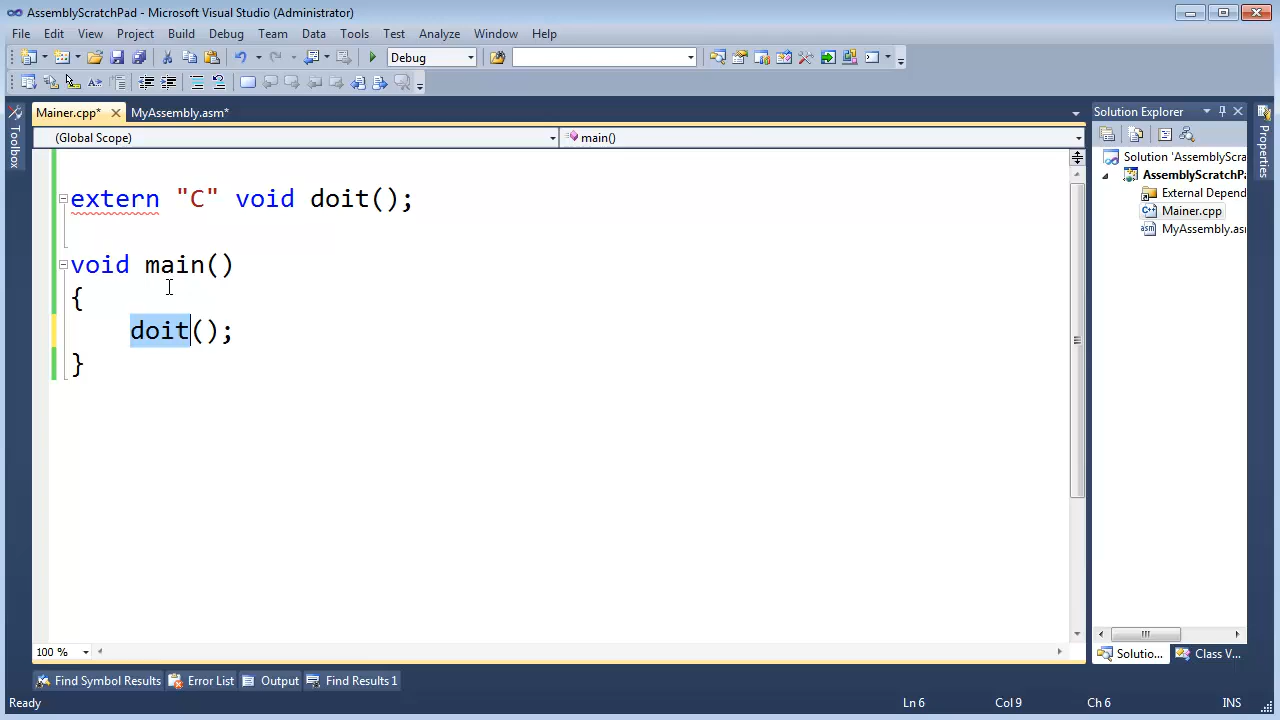 AssemblyScratchPad - Microsoft Visual Studio (Administrator)
File Edit View Project Build Debug Team Data Tools Test Analyze Window Help
Debug
Mainer.cpp* MyAssembly.asm*
(Global Scope) main()
extern "C" void doit();
void main()
{
doit();
}
100 %
Toolbox
Solution Explorer
Solution 'AssemblyScra
AssemblyScratchPa
External Depend
Mainer.cpp
MyAssembly.asm
Solutio... Class V...
Properties
Find Symbol Results Error List Output Find Results 1
Ready Ln 6 Col 9 Ch 6 INS